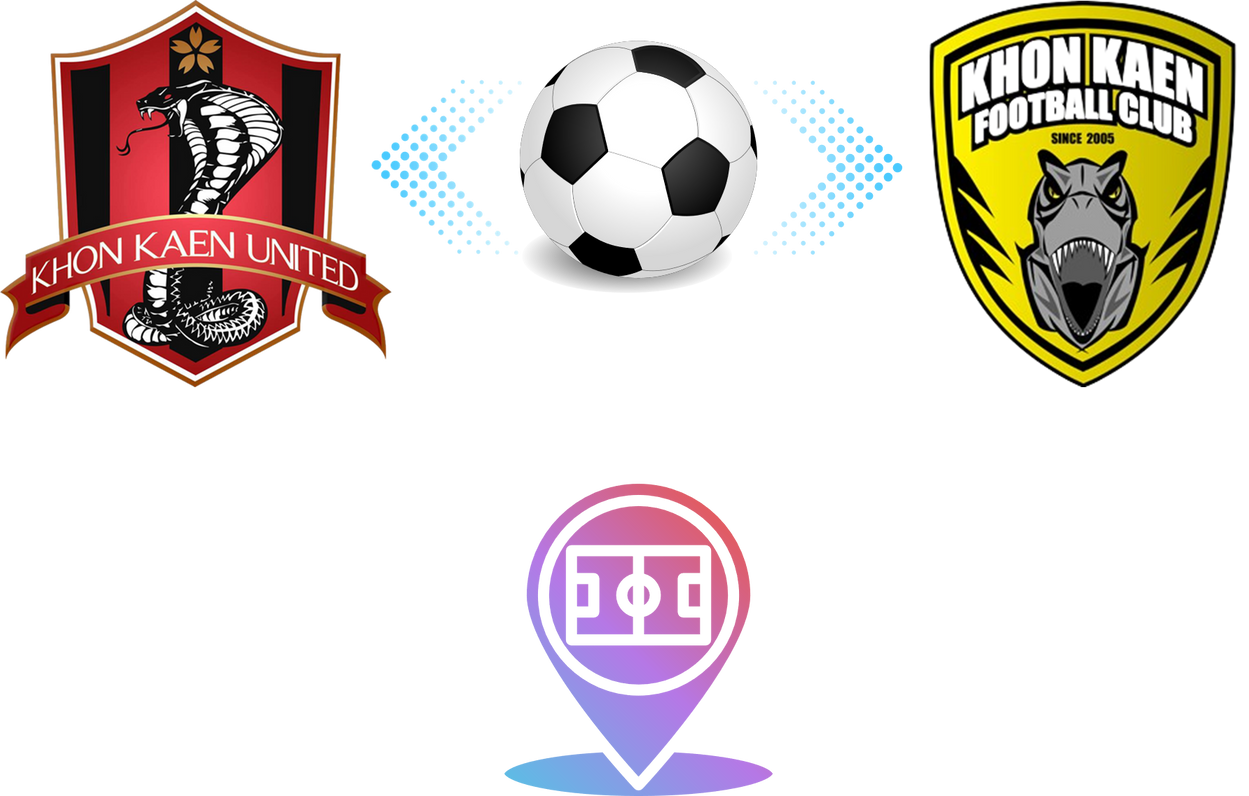 KHON KAEN UNITED
KHON KAEN
FOOTBALL CLUB
SINCE 2005